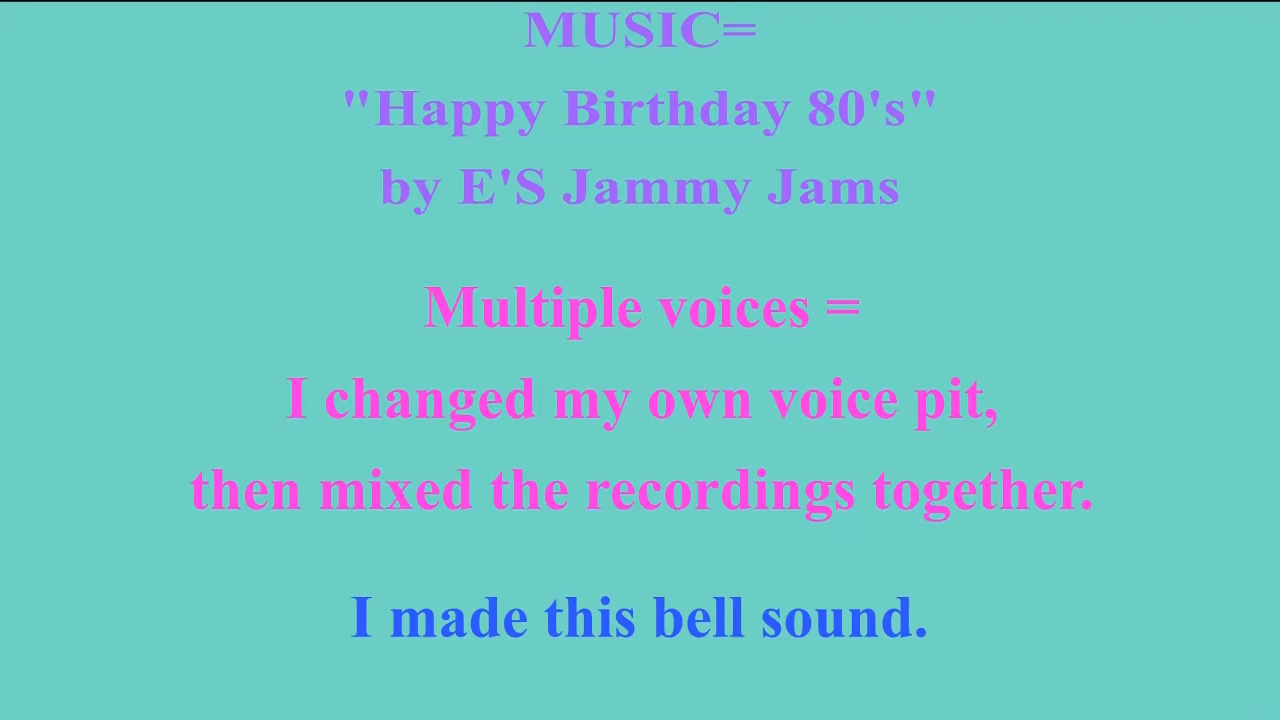 MUSIC=
"Happy Birthday 80's"
by E'S Jammy Jams
Multiple voices =
I changed my own voice pit,
then mixed the recordings together.
I made this bell sound.